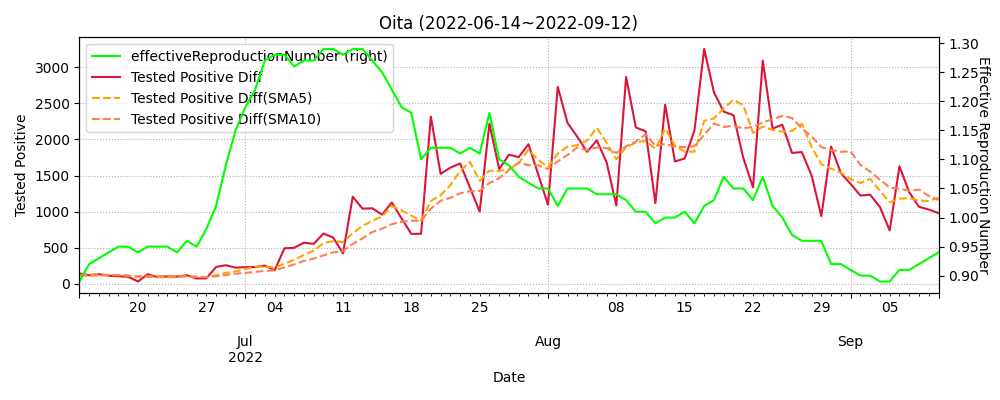 Oita (2022-06-14~2022-09-12)
effectiveReproductionNumber (right)
Tested Positive Diff
Tested Positive Diff(SMA5)
Tested Positive Diff(SMA10)
Tested Positive
3000
2500
2000
1500
1000
500
0
1.30
1.25
1.20
1.15
1.10
1.05
1.00
0.95
0.90
Effective Reproduction Number
20 27 04 11 18 25 08 15 22 29 05
Jul Aug Sep
2022
Date